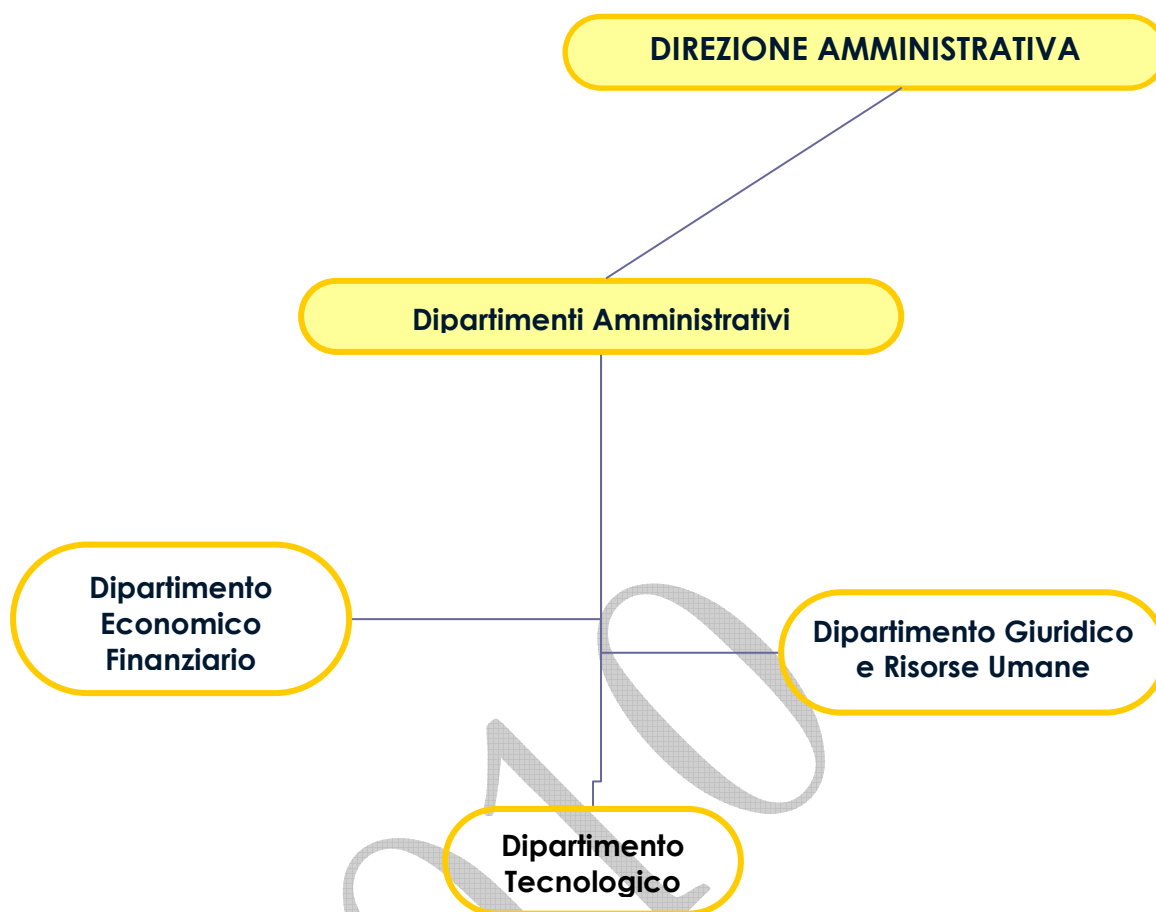 DIREZIONE AMMINISTRATIVA
Dipartimenti Amministrativi
Dipartimento
Economico
Finanziario
Dipartimento Giuridico
e Risorse Umane
Dipartimento
Tecnologico